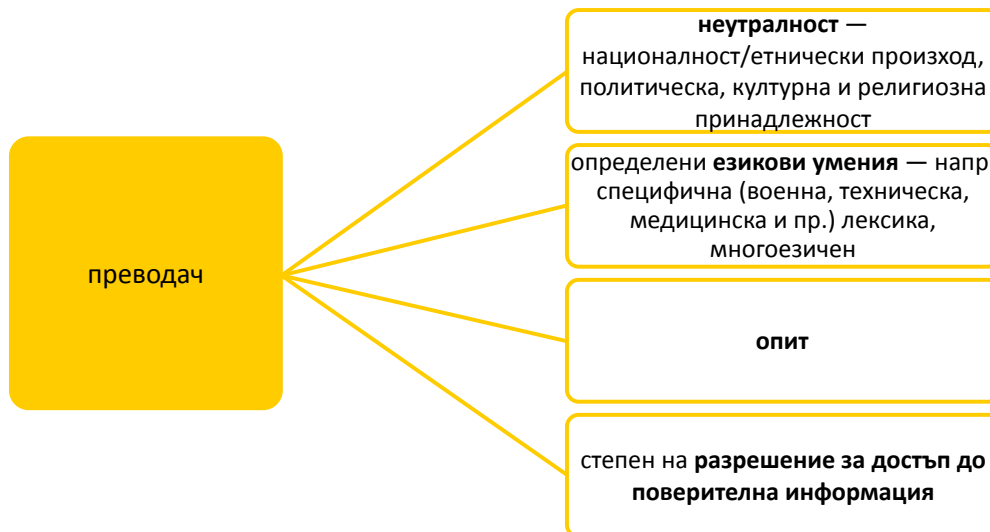 преводач
неутралност —
националност/етнически произход,
политическа, културна и религиозна
принадлежност
определени езикови умения — напр
специфична (военна, техническа,
медицинска и пр.) лексика,
многоезичен
опит
степен на разрешение за достъп до
поверителна информация